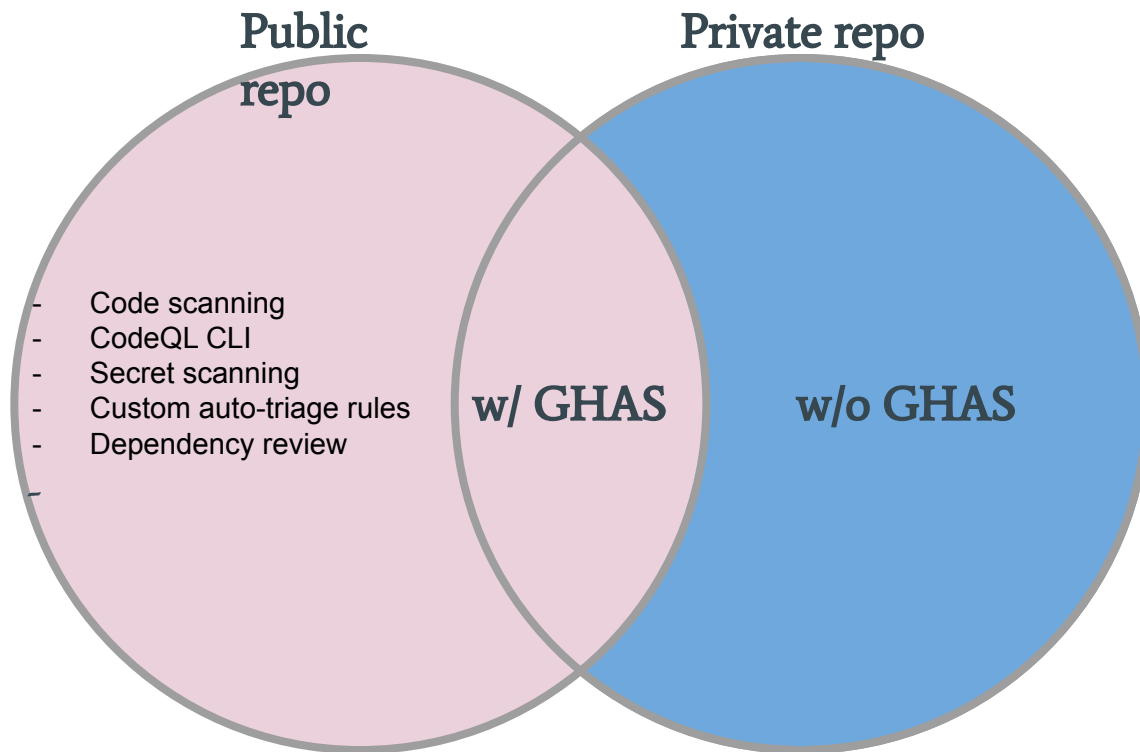 Public
repo
Private repo
- Code scanning
- CodeQL CLI
- Secret scanning
- Custom auto-triage rules
- Dependency review
-
w/ GHAS
w/o GHAS